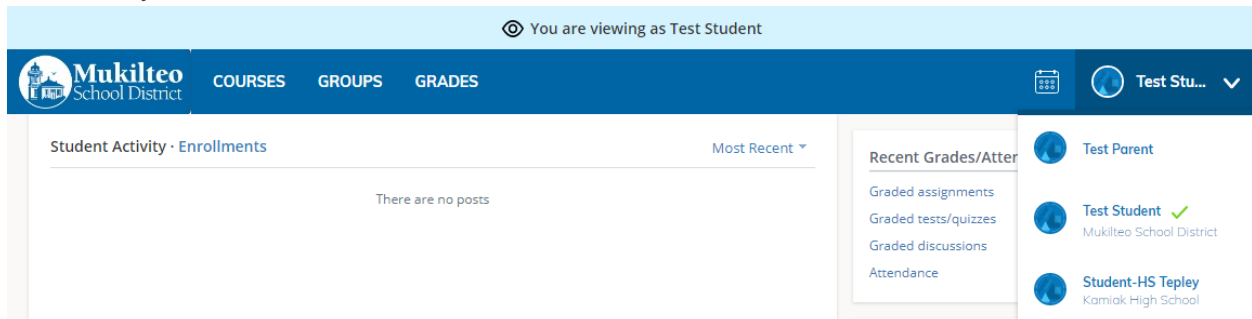 You are viewing as Test Student
Mukilteo
School District
COURSES GROUPS GRADES
Test Stu...
Student Activity · Enrollments
Most Recent
There are no posts
Recent Grades/Atter
Graded assignments
Graded tests/quizzes
Graded discussions
Attendance
Test Parent
Test Student
Mukilteo School District
Student-HS Tepley
Kamiak High School